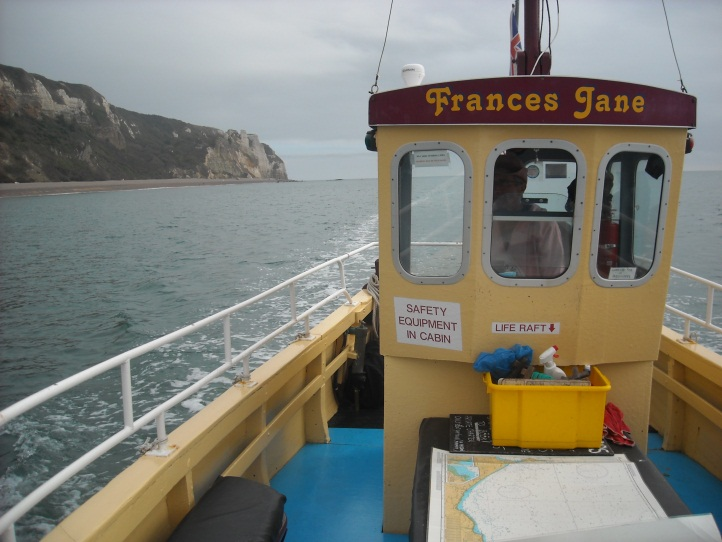 Frances Jane
SAFETY
EQUIPMENT
IN CABIN
LIFE RAFT